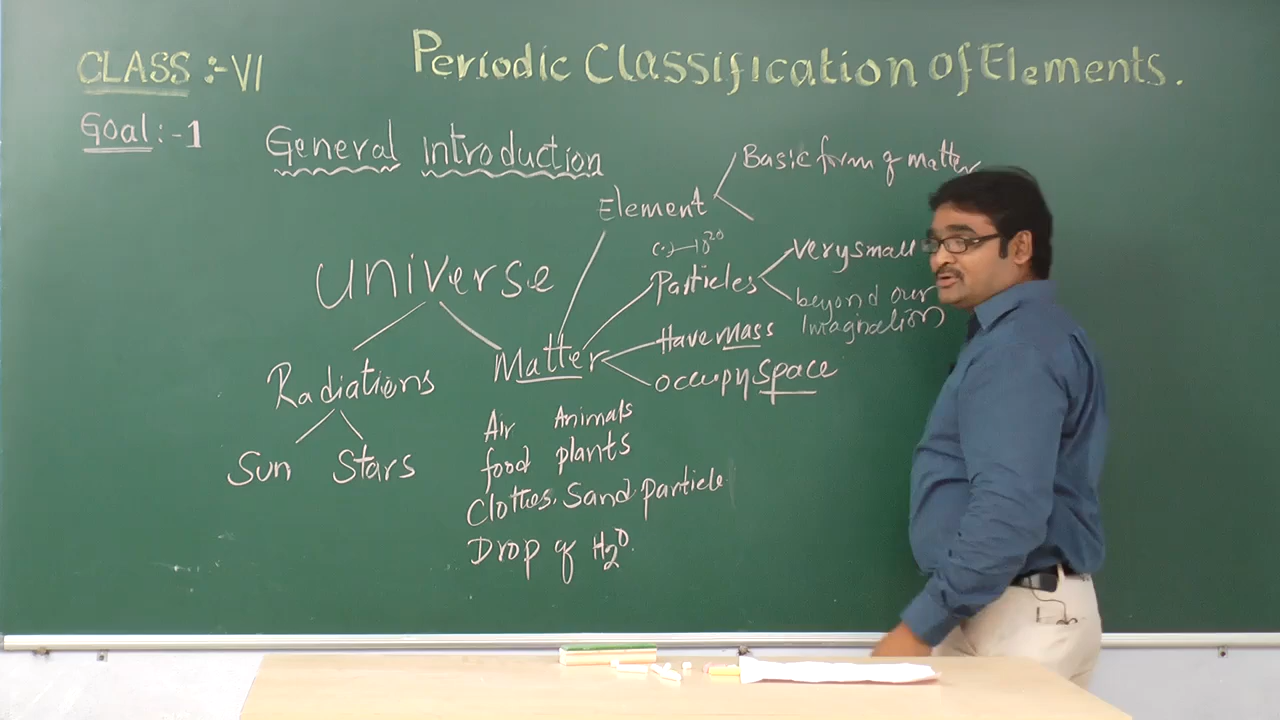 CLASS :- VI
Periodic Classification of Elements.
Goal :- 1
General Introduction
Basic form of matter
Element
(.)—10²⁰
Universe
Particles
Very small
beyond our
Imagination
Have mass
Matter
Occupy space
Radiations
Sun Stars
Air Animals
food plants
Clothes. Sand particle
Drop of H₂O.